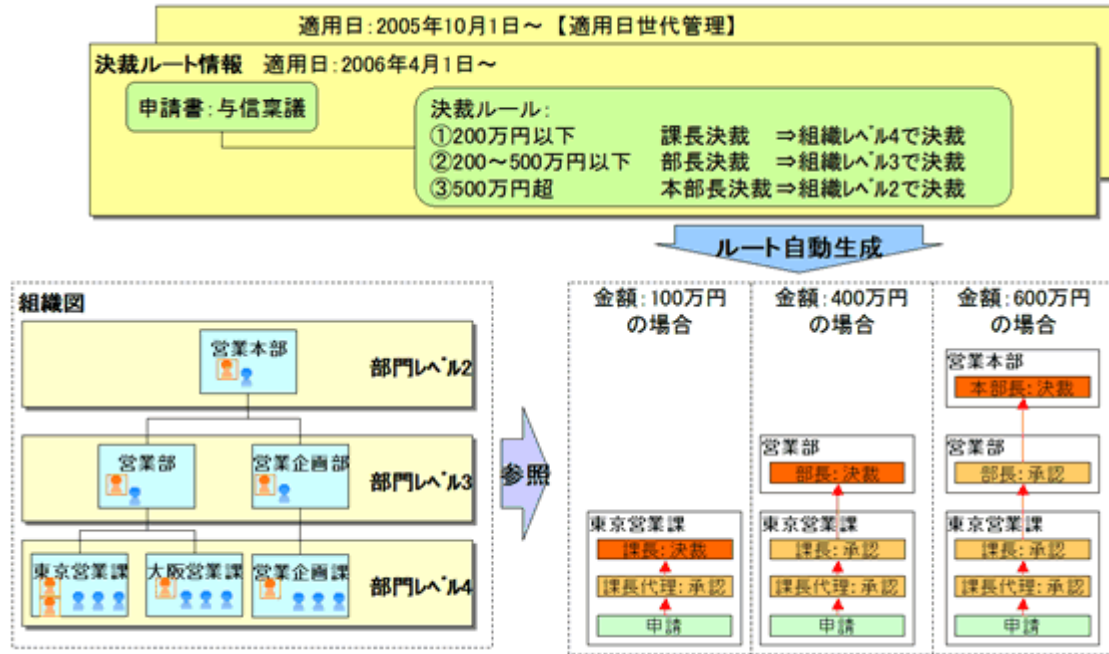 適用日:2005年10月1日～【適用日世代管理】
決裁ルート情報 適用日:2006年4月1日～
申請書:与信稟議
決裁ルール:
①200万円以下 課長決裁 ⇒組織ﾚﾍﾞﾙ4で決裁
②200～500万円以下 部長決裁 ⇒組織ﾚﾍﾞﾙ3で決裁
③500万円超 本部長決裁⇒組織ﾚﾍﾞﾙ2で決裁
ルート自動生成
組織図
営業本部
部門ﾚﾍﾞﾙ2
営業部
営業企画部
部門ﾚﾍﾞﾙ3
東京営業課
大阪営業課
営業企画課
部門ﾚﾍﾞﾙ4
参照
金額:100万円
の場合
東京営業課
課長:決裁
課長代理:承認
申請
金額:400万円
の場合
営業部
部長:決裁
東京営業課
課長:承認
課長代理:承認
申請
金額:600万円
の場合
営業本部
本部長:決裁
営業部
部長:承認
東京営業課
課長:承認
課長代理:承認
申請